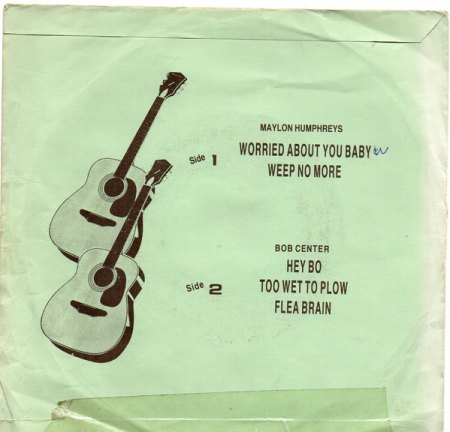 MAYLON HUMPHREYS
Side 1
WORRIED ABOUT YOU BABY
WEEP NO MORE
BOB CENTER
Side 2
HEY BO
TOO WET TO PLOW
FLEA BRAIN